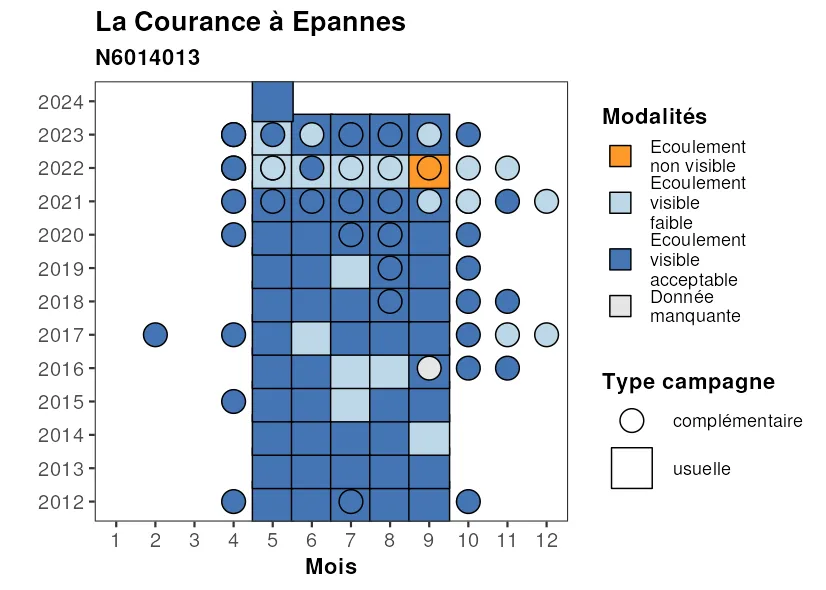 La Courance à Epannes
N6014013
2024
2023
2022
2021
2020
2019
2018
2017
2016
2015
2014
2013
2012
1 2 3 4 5 6 7 8 9 10 11 12
Mois
Modalités
Ecoulement
non visible
Ecoulement
visible
faible
Ecoulement
visible
acceptable
Donnée
manquante
Type campagne
complémentaire
usuelle